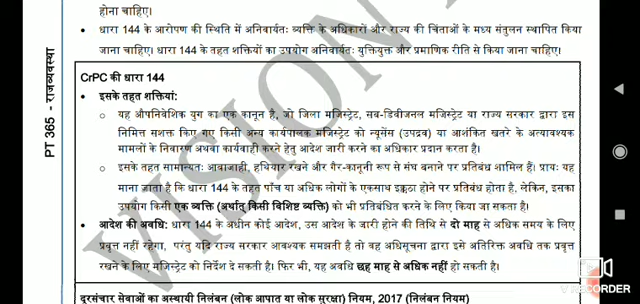 होना चाहिए।
• धारा 144 के आरोपण की स्थिति में अनिवार्यतः व्यक्ति के अधिकारों और राज्य की चिंताओं के मध्य संतुलन स्थापित किया
जाना चाहिए। धारा 144 के तहत शक्तियों का उपयोग अनिवार्यतः युक्तियुक्त और प्रमाणिक रीति से किया जाना चाहिए।
CrPC की धारा 144
• इसके तहत शक्तियां:
○ यह औपनिवेशिक युग का एक कानून है, जो जिला मजिस्ट्रेट, सब-डिवीजनल मजिस्ट्रेट या राज्य सरकार द्वारा इस
निमित्त सशक्त किए गए किसी अन्य कार्यपालक मजिस्ट्रेट को न्यूसेंस (उपद्रव) या आशंकित खतरे के अत्यावश्यक
मामलों के निवारण अथवा कार्यवाही करने हेतु आदेश जारी करने का अधिकार प्रदान करता है।
○ इसके तहत सामान्यतः आवाजाही, हथियार रखने और गैर-कानूनी रूप से संघ बनाने पर प्रतिबंध शामिल हैं। प्रायः यह
माना जाता है कि धारा 144 के तहत पाँच या अधिक लोगों के एकसाथ इकठ्ठा होने पर प्रतिबंध होता है, लेकिन, इसका
उपयोग किसी एक व्यक्ति (अर्थात् किसी विशिष्ट व्यक्ति) को भी प्रतिबंधित करने के लिए किया जा सकता है।
• आदेश की अवधि: धारा 144 के अधीन कोई आदेश, उस आदेश के जारी होने की तिथि से दो माह से अधिक समय के लिए
प्रवृत्त नहीं रहेगा, परंतु यदि राज्य सरकार आवश्यक समझती है तो वह अधिसूचना द्वारा इसे अतिरिक्त अवधि तक प्रवृत्त
रखने के लिए मजिस्ट्रेट को निर्देश दे सकती है। फिर भी, यह अवधि छह माह से अधिक नहीं हो सकती है।
दूरसंचार सेवाओं का अस्थायी निलंबन (लोक आपात या लोक सुरक्षा) नियम, 2017 (निलंबन नियम)
PT 365 - राजव्यवस्था
VISION
RECORDER